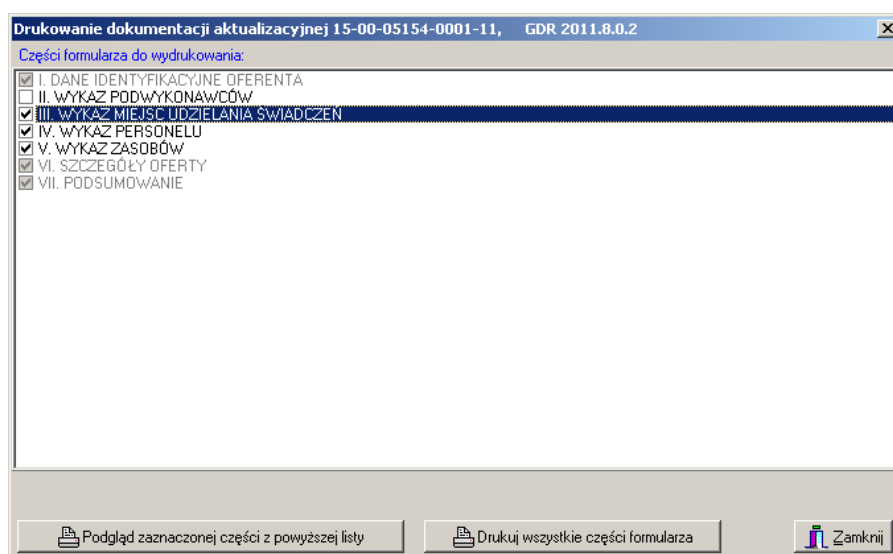 Drukowanie dokumentacji aktualizacyjnej 15-00-05154-0001-11, GDR 2011.8.0.2
Części formularza do wydrukowania:
I. DANE IDENTYFIKACYJNE OFERENTA
II. WYKAZ PODWYKONAWCÓW
III. WYKAZ MIEJSC UDZIELANIA ŚWIADCZEŃ
IV. WYKAZ PERSONELU
V. WYKAZ ZASOBÓW
VI. SZCZEGÓŁY OFERTY
VII. PODSUMOWANIE
Podgląd zaznaczonej części z powyższej listy Drukuj wszystkie części formularza Zamknij